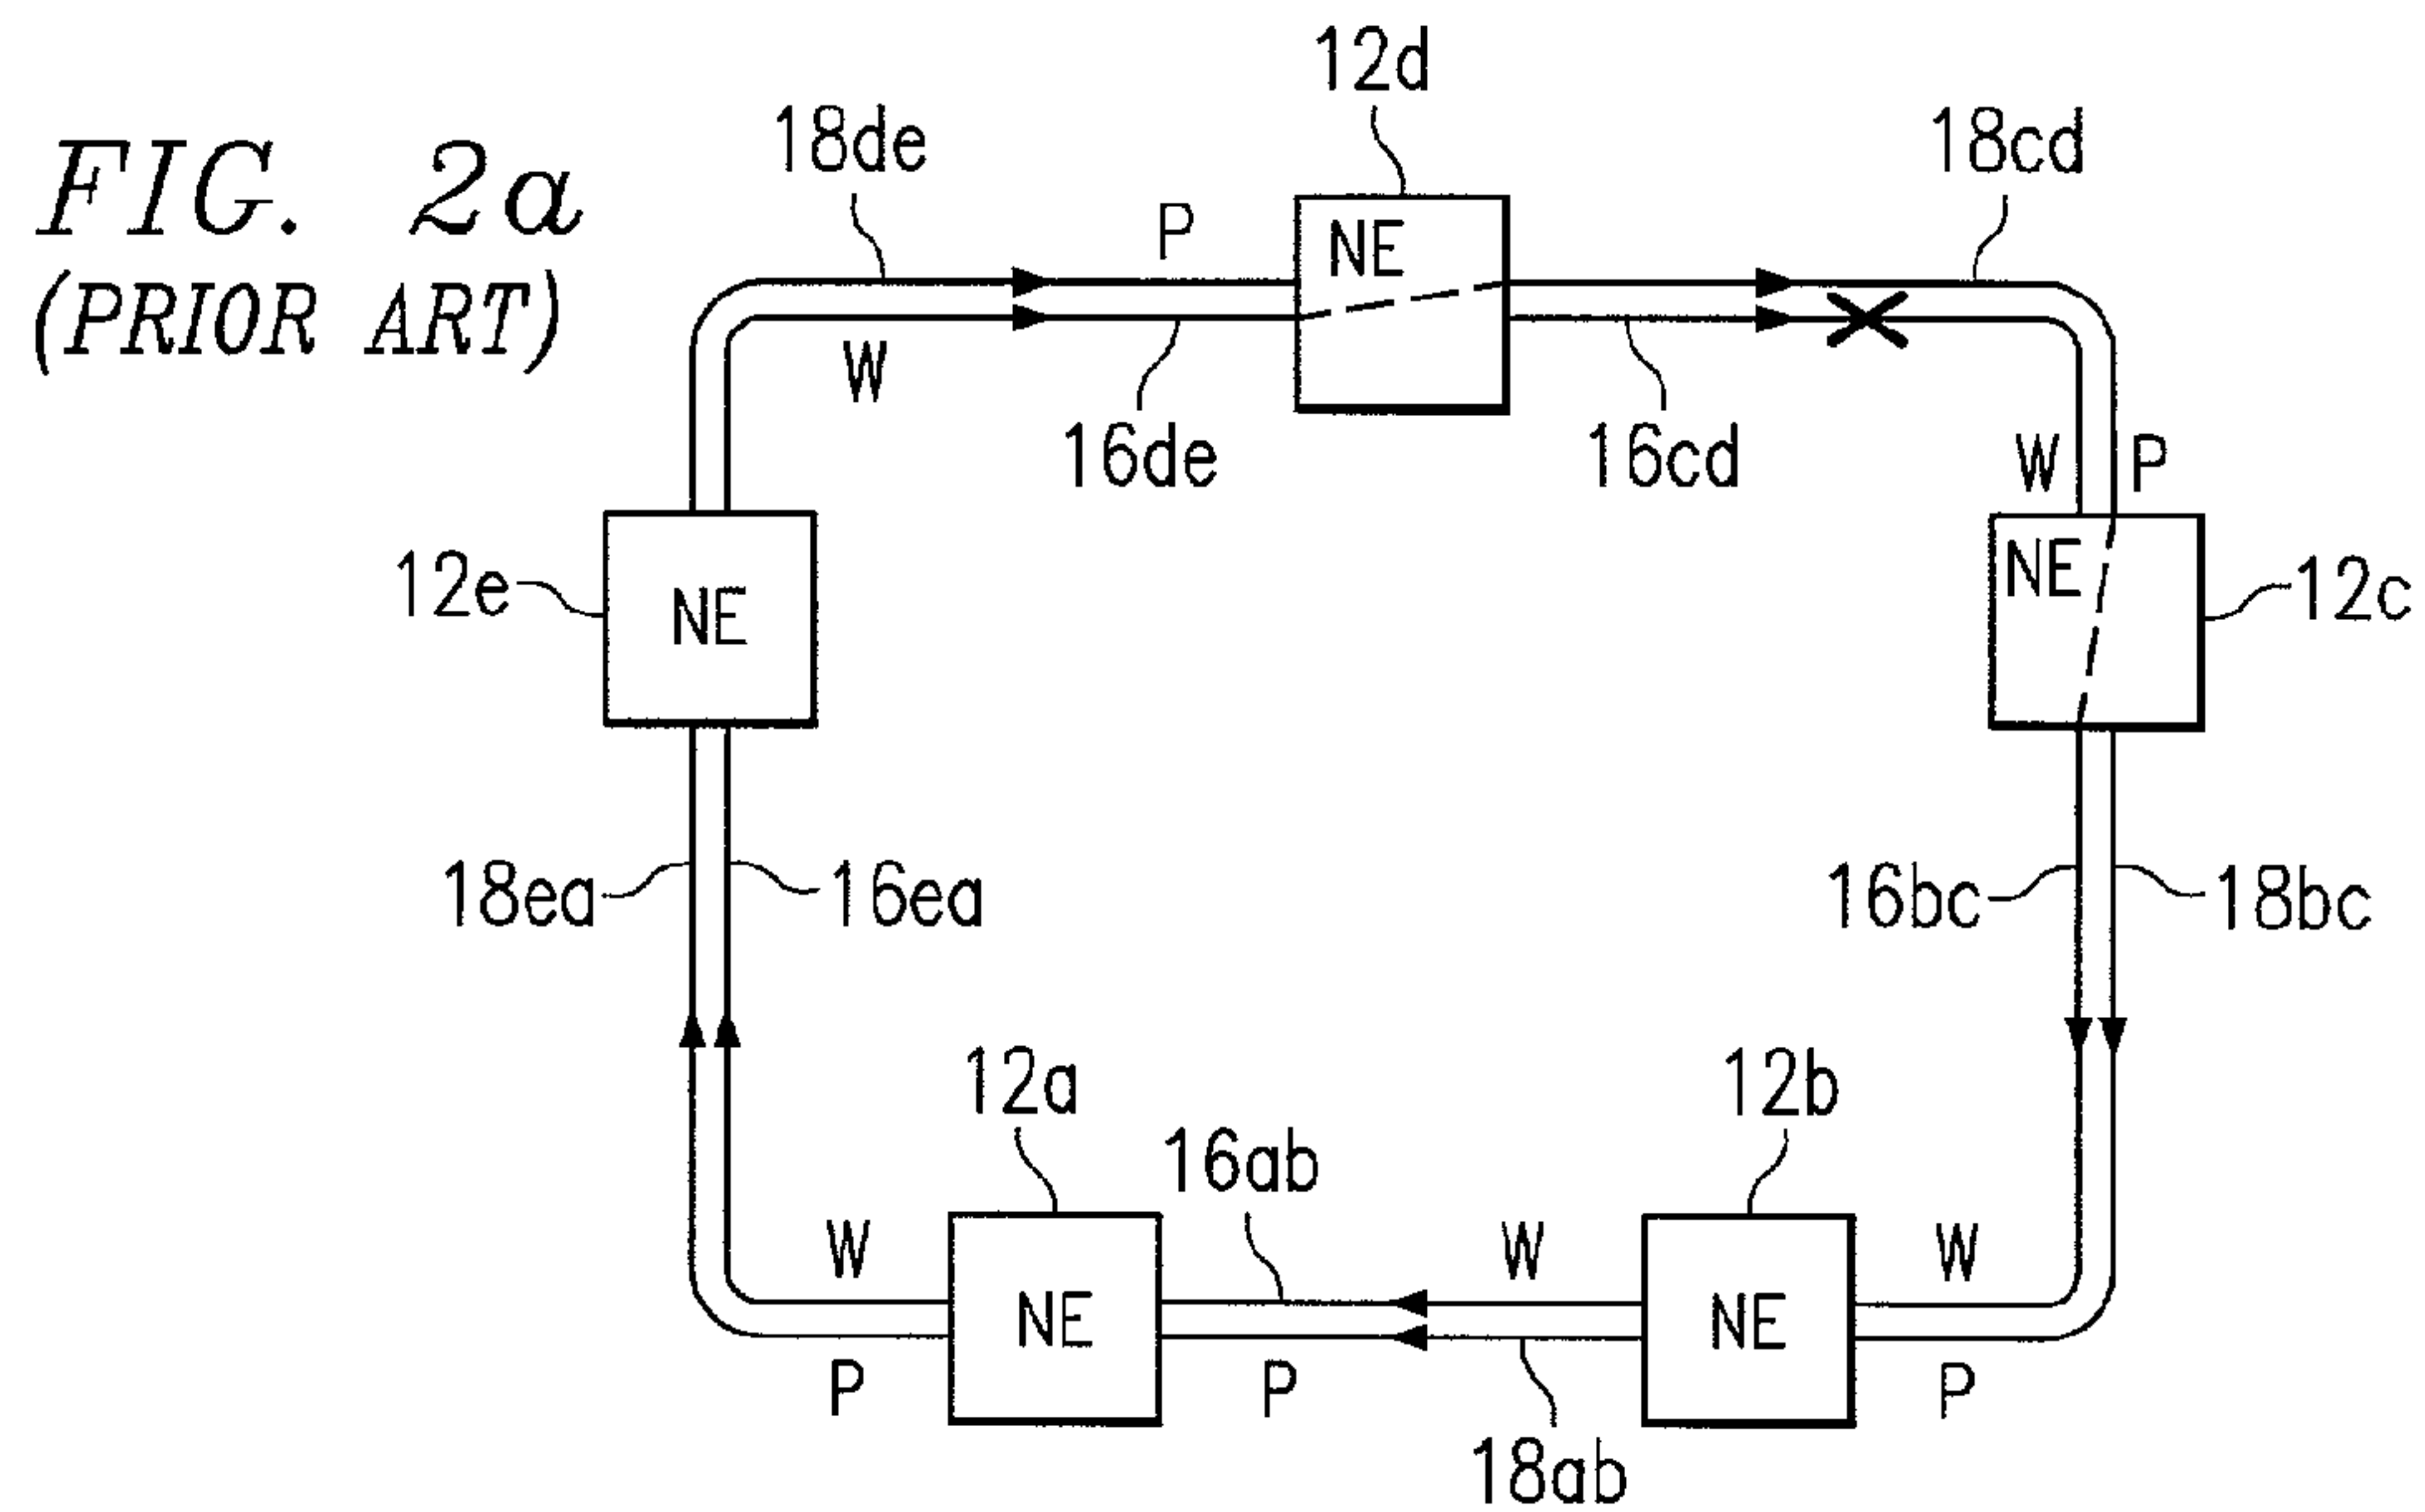 FIG. 2a
(PRIOR ART)
12d
18de
18cd
P
NE
W
16de
16cd
W P
12e
NE
NE
12c
18ea
16ea
16bc
18bc
12a
12b
16ab
W
W
W
NE
NE
P
P
P
18ab